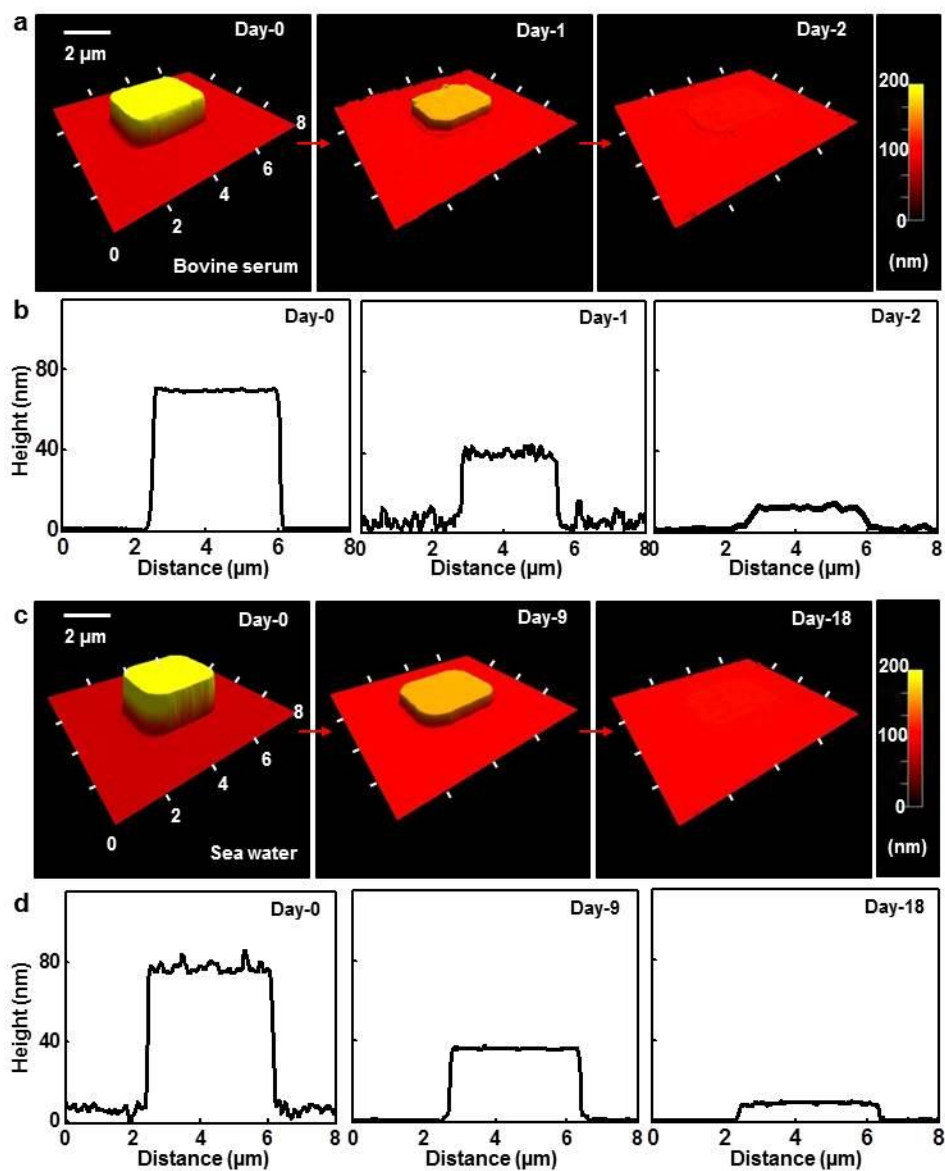 a
Day-0
Day-1
Day-2
2 µm
200
100
0
(nm)
8
6
4
2
0
Bovine serum
b
Day-0
Day-1
Day-2
80
40
0
Height (nm)
0 2 4 6 80 2 4 6 80 2 4 6 8
Distance (µm) Distance (µm) Distance (µm)
c
Day-0
Day-9
Day-18
2 µm
200
100
0
(nm)
8
6
4
2
0
Sea water
d
Day-0
Day-9
Day-18
80
40
0
Height (nm)
0 2 4 6 8 0 2 4 6 8 0 2 4 6 8
Distance (µm) Distance (µm) Distance (µm)